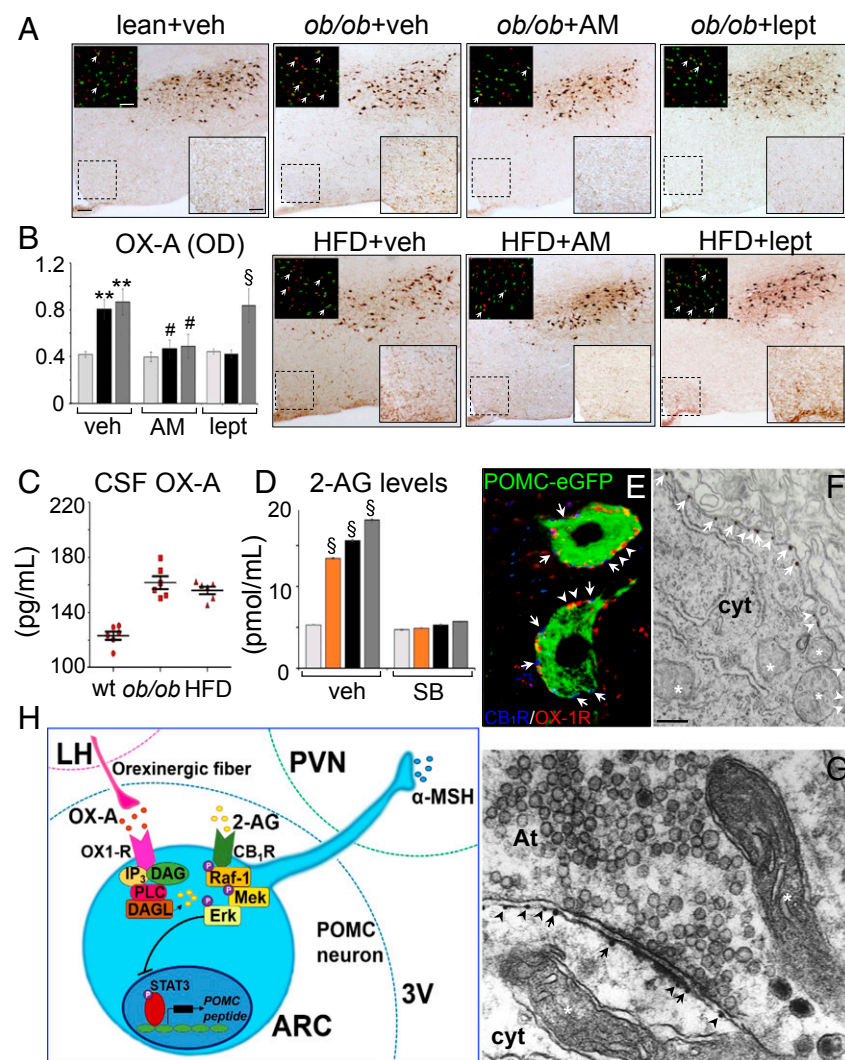 A
lean+veh
ob/ob+veh
ob/ob+AM
ob/ob+lept
B
OX-A (OD)
HFD+veh
HFD+AM
HFD+lept
1.2
0.8
0.4
0
**
**
#
#
§
veh
AM
lept
C
CSF OX-A
D
2-AG levels
POMC-eGFP
E
F
(pg/mL)
220
180
140
100
wt
ob/ob
HFD
(pmol/mL)
20
10
0
§
§
§
veh
SB
CB1R/OX-1R
cyt
*
*
*
H
LH
Orexinergic fiber
PVN
α-MSH
OX-A
2-AG
OX1-R
CB1R
IP3
DAG
PLC
DAGL
P
Raf-1
P
Mek
P
Erk
POMC
neuron
P
STAT3
POMC
peptide
ARC
3V
G
At
*
*
cyt